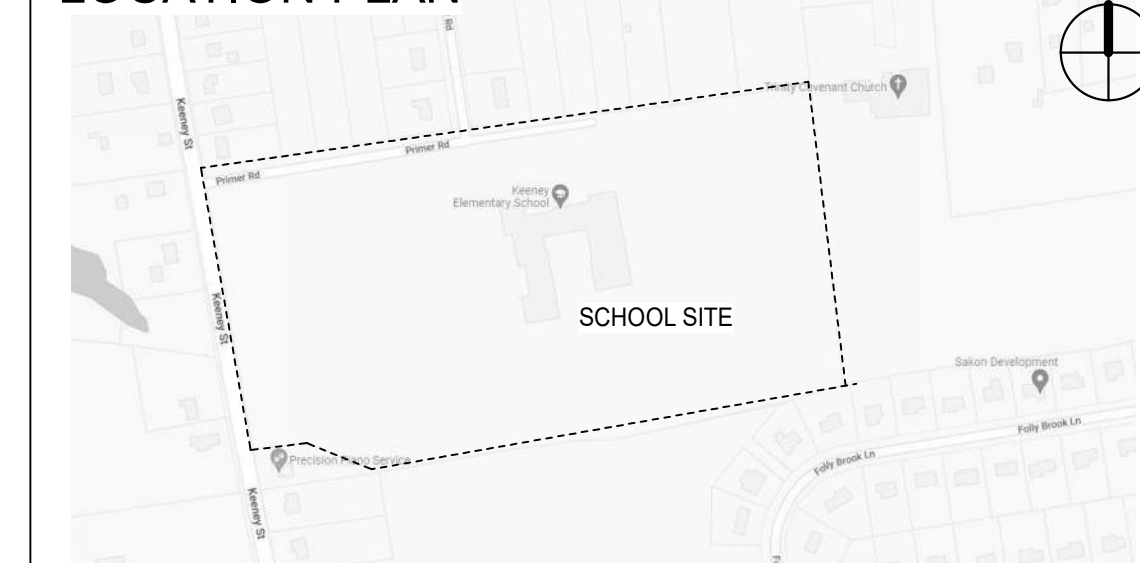 LOCATION PLAN
Rd
Trinity Covenant Church
Keeney St
Primer Rd
Primer Rd
Keeney
Elementary School
Keeney St
SCHOOL SITE
Sakon Development
Folly Brook Ln
Folly Brook Ln
Precision Piano Service
Keeney St